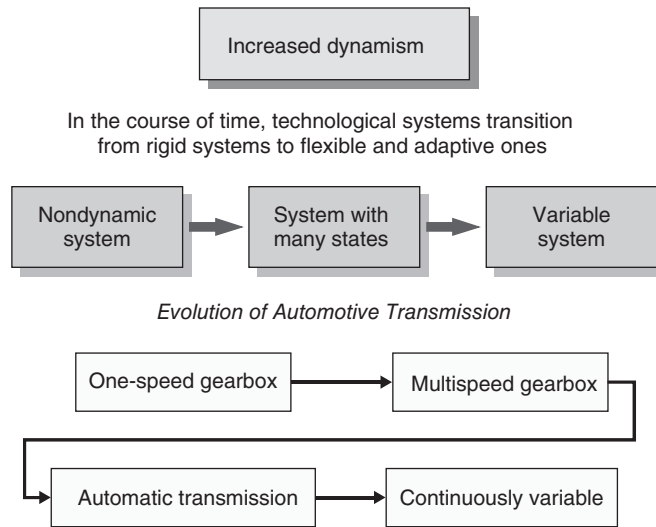 Increased dynamism
In the course of time, technological systems transition
from rigid systems to flexible and adaptive ones
Nondynamic
system
System with
many states
Variable
system
Evolution of Automotive Transmission
One-speed gearbox
Multispeed gearbox
Automatic transmission
Continuously variable